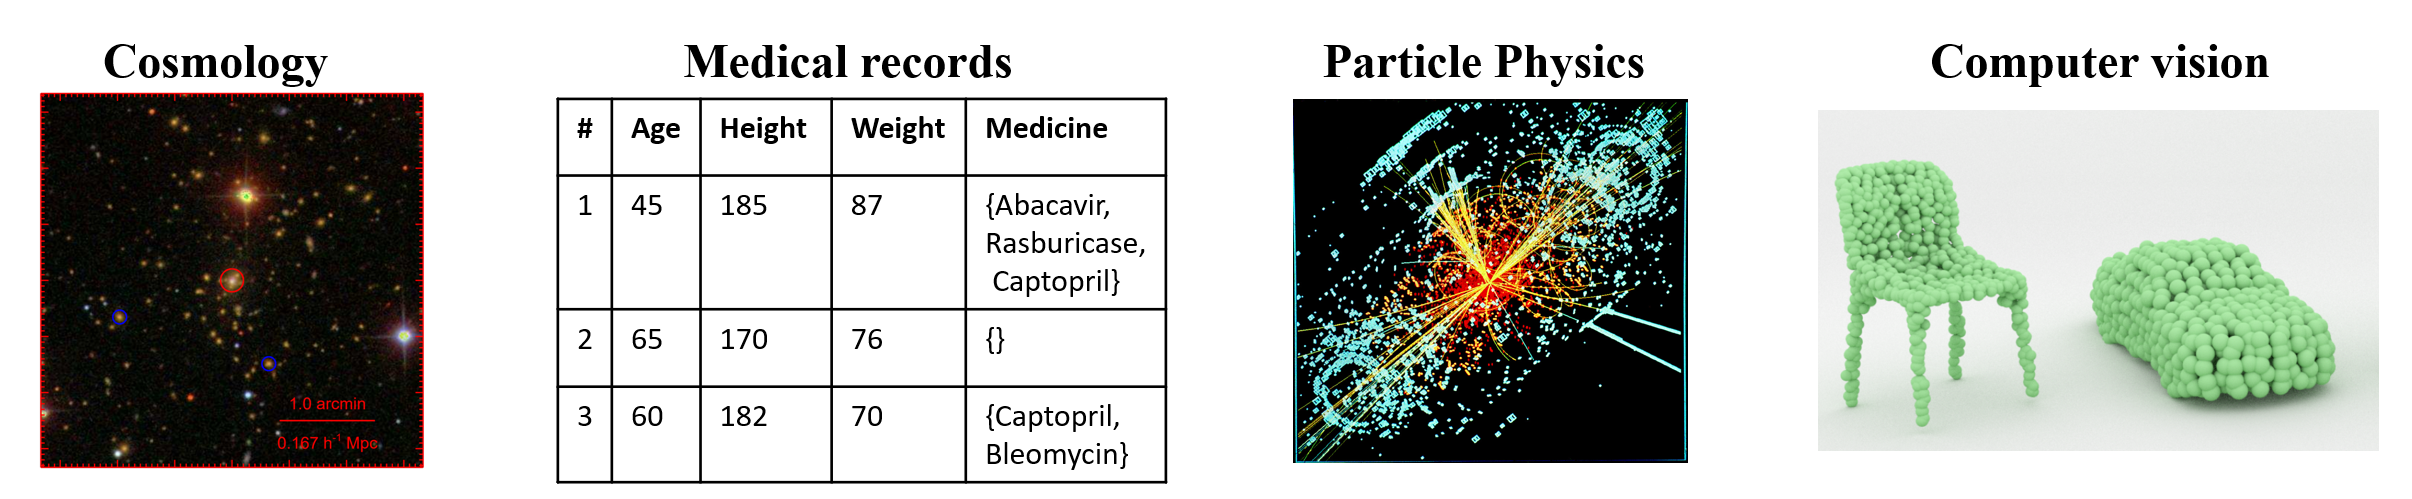 Cosmology
1.0 arcmin
0.167 h⁻¹ Mpc
Medical records
# Age Height Weight Medicine
1 45 185 87 {Abacavir,
Rasburicase,
Captopril}
2 65 170 76 {}
3 60 182 70 {Captopril,
Bleomycin}
Particle Physics
Computer vision